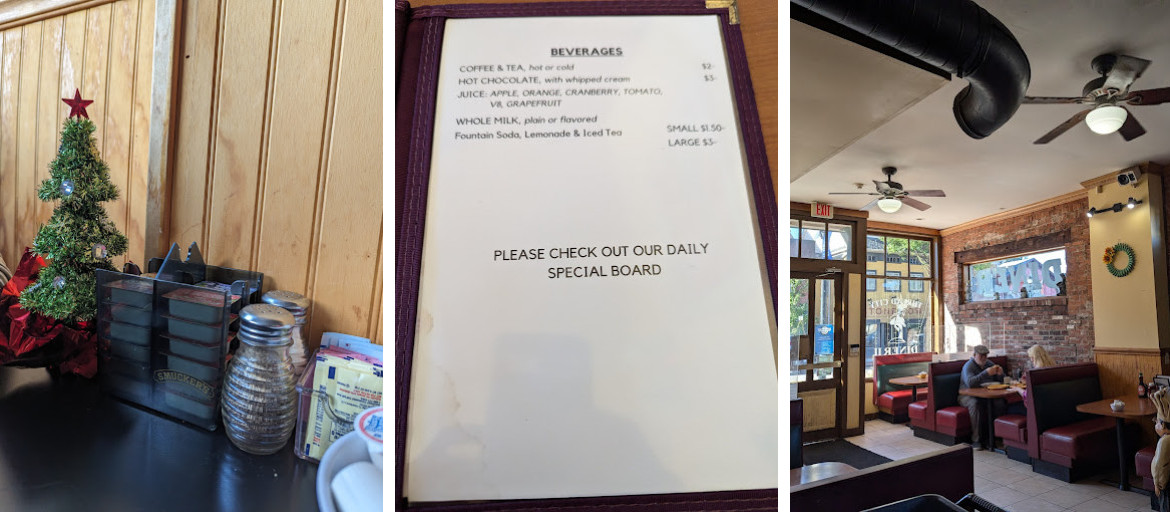 SMUCKER'S
BEVERAGES
COFFEE & TEA, hot or cold $2-
HOT CHOCOLATE, with whipped cream $3-
JUICE: APPLE, ORANGE, CRANBERRY, TOMATO,
V8, GRAPEFRUIT
WHOLE MILK, plain or flavored
Fountain Soda, Lemonade & Iced Tea SMALL $1.50-
LARGE $3-
PLEASE CHECK OUT OUR DAILY
SPECIAL BOARD
EXIT
DINER
DINER